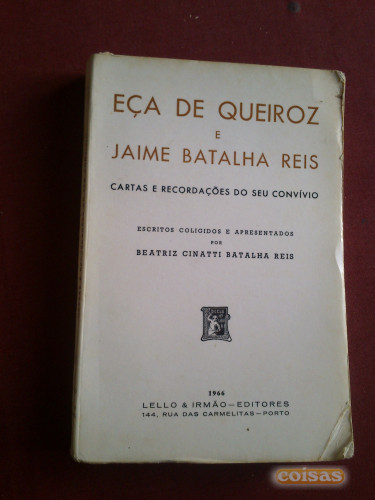 EÇA DE QUEIROZ
E
JAIME BATALHA REIS
CARTAS E RECORDAÇÕES DO SEU CONVÍVIO
ESCRITOS COLIGIDOS E APRESENTADOS
POR
BEATRIZ CINATTI BATALHA REIS
1966
LELLO & IRMÃO—EDITORES
144, RUA DAS CARMELITAS—PORTO
coisas